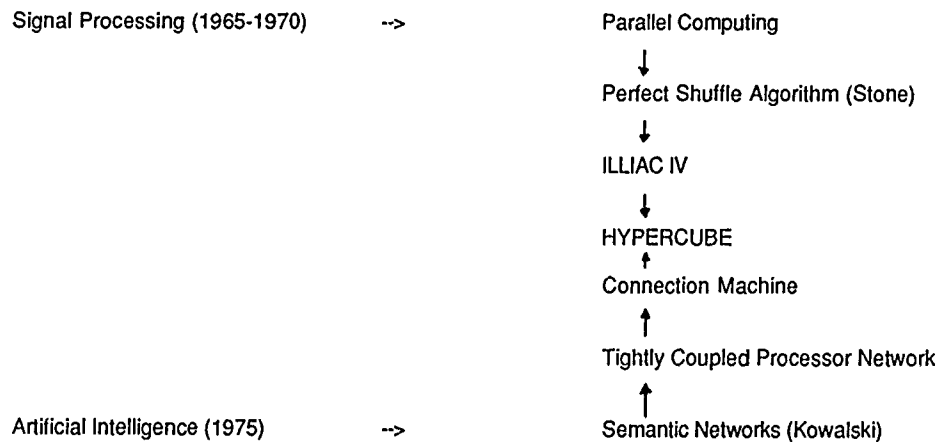 Signal Processing (1965-1970) --> Parallel Computing
Perfect Shuffle Algorithm (Stone)
ILLIAC IV
HYPERCUBE
Connection Machine
Tightly Coupled Processor Network
Artificial Intelligence (1975) --> Semantic Networks (Kowalski)